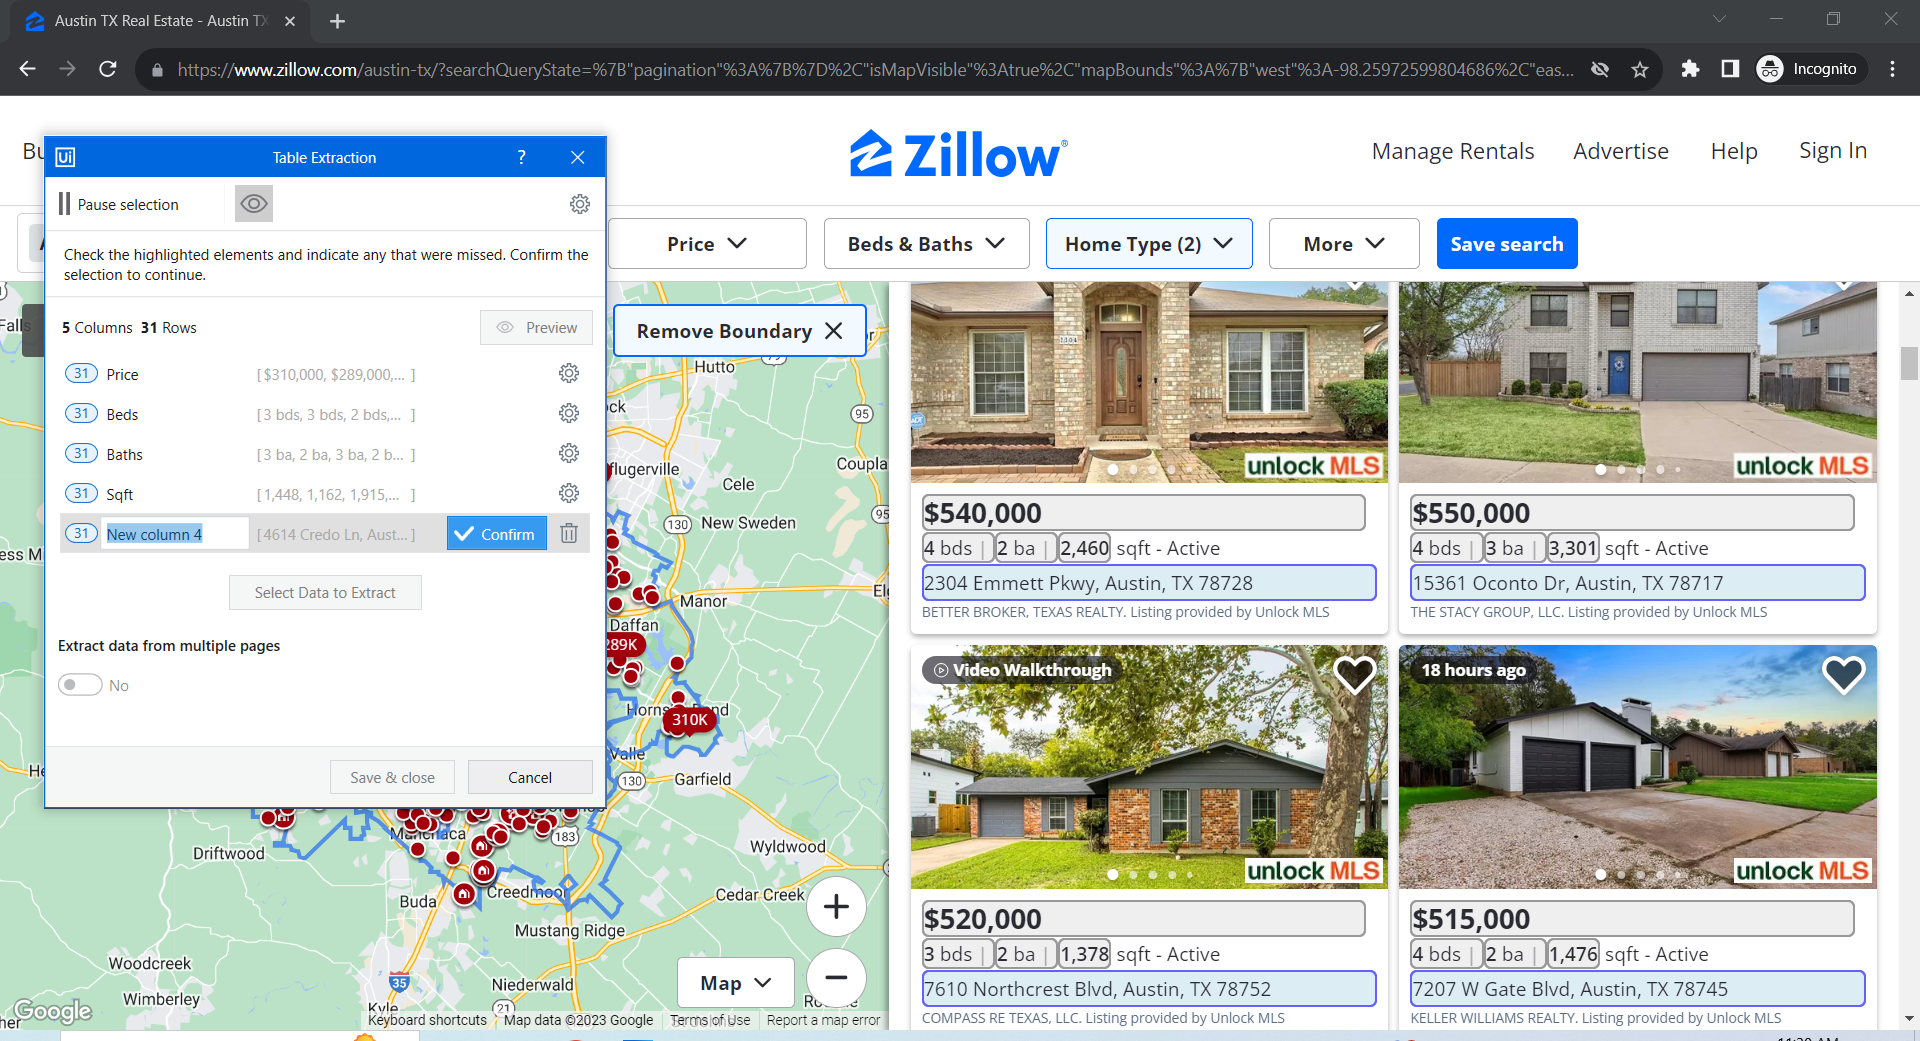 Austin TX Real Estate - Austin TX
https://www.zillow.com/austin-tx/?searchQueryState=%7B"pagination"%3A%7B%7D%2C"isMapVisible"%3Atrue%2C"mapBounds"%3A%7B"west"%3A-98.25972599804686%2C"eas...
Incognito
Zillow
Manage Rentals
Advertise
Help
Sign In
Price
Beds & Baths
Home Type (2)
More
Save search
Ui
Table Extraction
?
Pause selection
Check the highlighted elements and indicate any that were missed. Confirm the
selection to continue.
5 Columns 31 Rows
Preview
31 Price [ $310,000, $289,000,... ]
31 Beds [ 3 bds, 3 bds, 2 bds,... ]
31 Baths [ 3 ba, 2 ba, 3 ba, 2 b... ]
31 Sqft [ 1,448, 1,162, 1,915,... ]
31 New column 4 [ 4614 Credo Ln, Aust... ] Confirm
Select Data to Extract
Extract data from multiple pages
No
Save & close
Cancel
Remove Boundary
Hutto
95
flugerville
Coupla
Cele
95
130
New Sweden
Manor
Daffan
289K
310K
Valle
130
Garfield
Manchaca
183
Driftwood
Wyldwood
Creedmoor
Cedar Creek
Buda
Mustang Ridge
Woodcreek
35
Niederwald
Wimberley
Kyle
21
Map
Google
Keyboard shortcuts
Map data ©2023 Google
Terms of Use
Report a map error
1104
unlock MLS
$540,000
4 bds | 2 ba | 2,460 sqft - Active
2304 Emmett Pkwy, Austin, TX 78728
BETTER BROKER, TEXAS REALTY. Listing provided by Unlock MLS
unlock MLS
$550,000
4 bds | 3 ba | 3,301 sqft - Active
15361 Oconto Dr, Austin, TX 78717
THE STACY GROUP, LLC. Listing provided by Unlock MLS
Video Walkthrough
unlock MLS
$520,000
3 bds | 2 ba | 1,378 sqft - Active
7610 Northcrest Blvd, Austin, TX 78752
COMPASS RE TEXAS, LLC. Listing provided by Unlock MLS
18 hours ago
unlock MLS
$515,000
4 bds | 2 ba | 1,476 sqft - Active
7207 W Gate Blvd, Austin, TX 78745
KELLER WILLIAMS REALTY. Listing provided by Unlock MLS